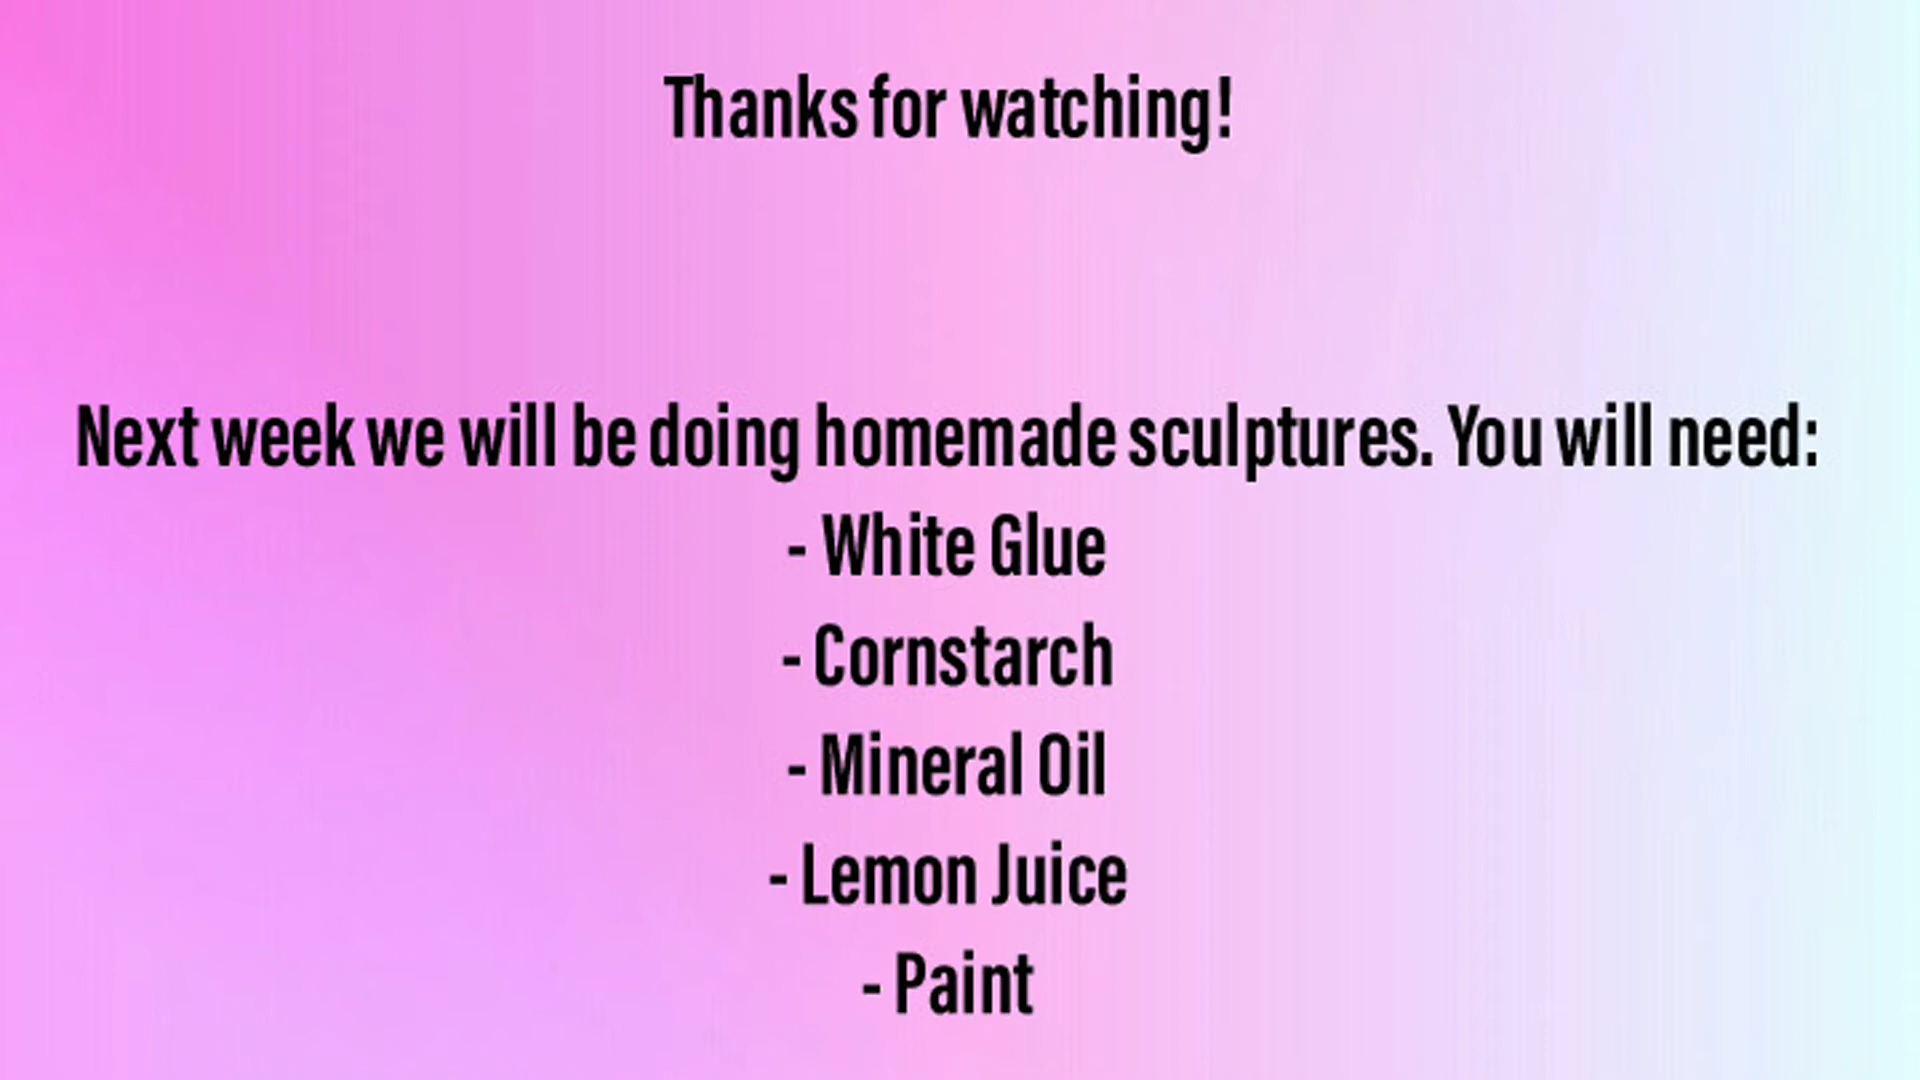 Thanks for watching!
Next week we will be doing homemade sculptures. You will need:
- White Glue
- Cornstarch
- Mineral Oil
- Lemon Juice
- Paint